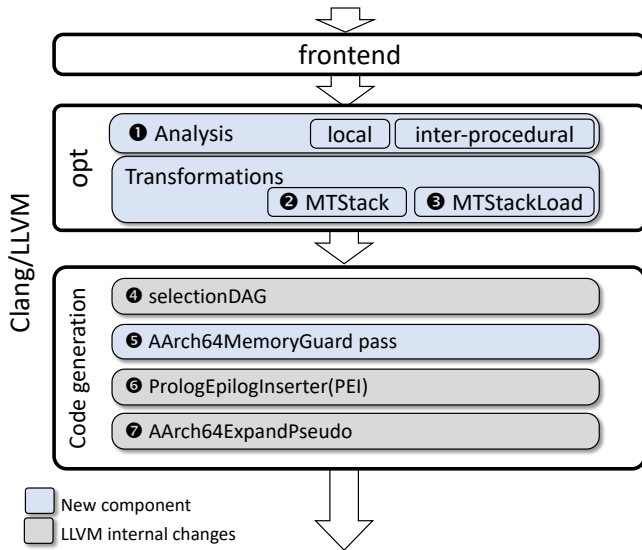 frontend
Clang/LLVM
opt
❶ Analysis local inter-procedural
Transformations
❷ MTStack ❸ MTStackLoad
Code generation
❹ selectionDAG
❺ AArch64MemoryGuard pass
❻ PrologEpilogInserter(PEI)
❼ AArch64ExpandPseudo
New component
LLVM internal changes